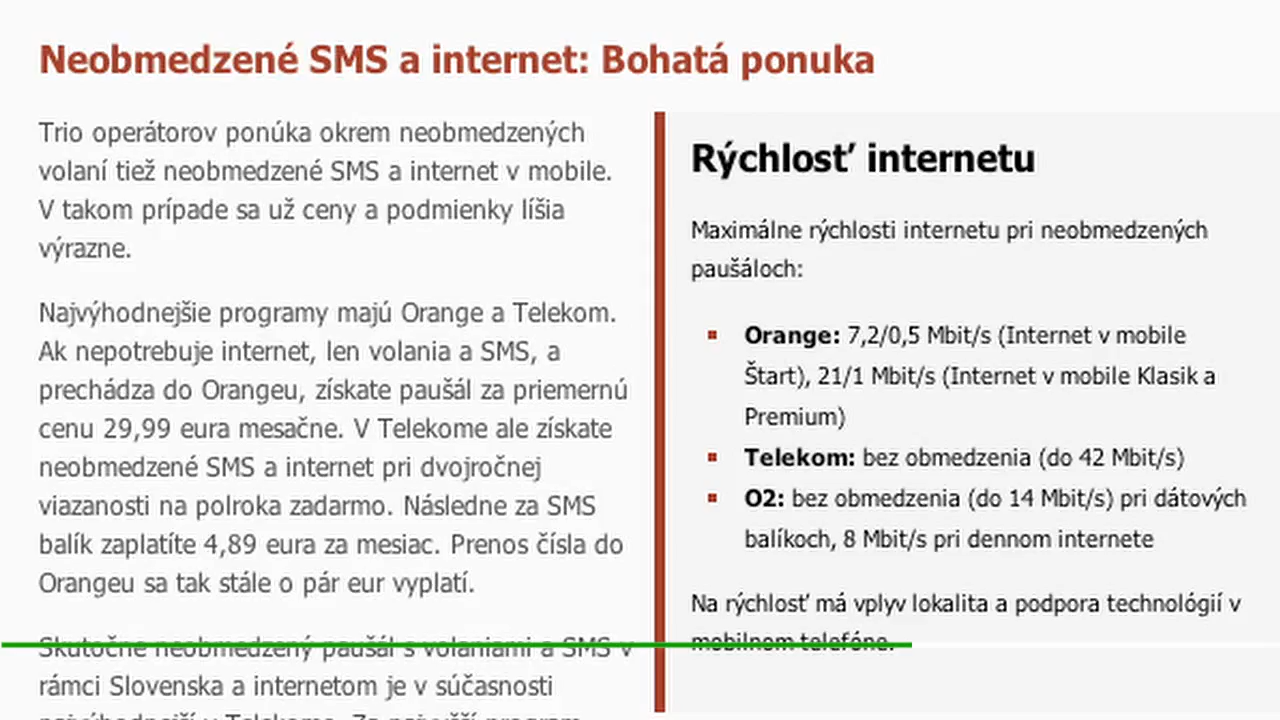 Neobmedzené SMS a internet: Bohatá ponuka
Trio operátorov ponúka okrem neobmedzených
volaní tiež neobmedzené SMS a internet v mobile.
V takom prípade sa už ceny a podmienky líšia
výrazne.
Najvýhodnejšie programy majú Orange a Telekom.
Ak nepotrebuje internet, len volania a SMS, a
prechádza do Orangeu, získate paušál za priemernú
cenu 29,99 eura mesačne. V Telekome ale získate
neobmedzené SMS a internet pri dvojročnej
viazanosti na polroka zadarmo. Následne za SMS
balík zaplatíte 4,89 eura za mesiac. Prenos čísla do
Orangeu sa tak stále o pár eur vyplatí.
Skutočne neobmedzený paušál s volaniami a SMS v
rámci Slovenska a internetom je v súčasnosti
najvýhodnejší v Telekome. Za najvyšší program
Rýchlosť internetu
Maximálne rýchlosti internetu pri neobmedzených
paušáloch:
Orange: 7,2/0,5 Mbit/s (Internet v mobile
Štart), 21/1 Mbit/s (Internet v mobile Klasik a
Premium)
Telekom: bez obmedzenia (do 42 Mbit/s)
O2: bez obmedzenia (do 14 Mbit/s) pri dátových
balíkoch, 8 Mbit/s pri dennom internete
Na rýchlosť má vplyv lokalita a podpora technológií v
mobilnom telefóne.